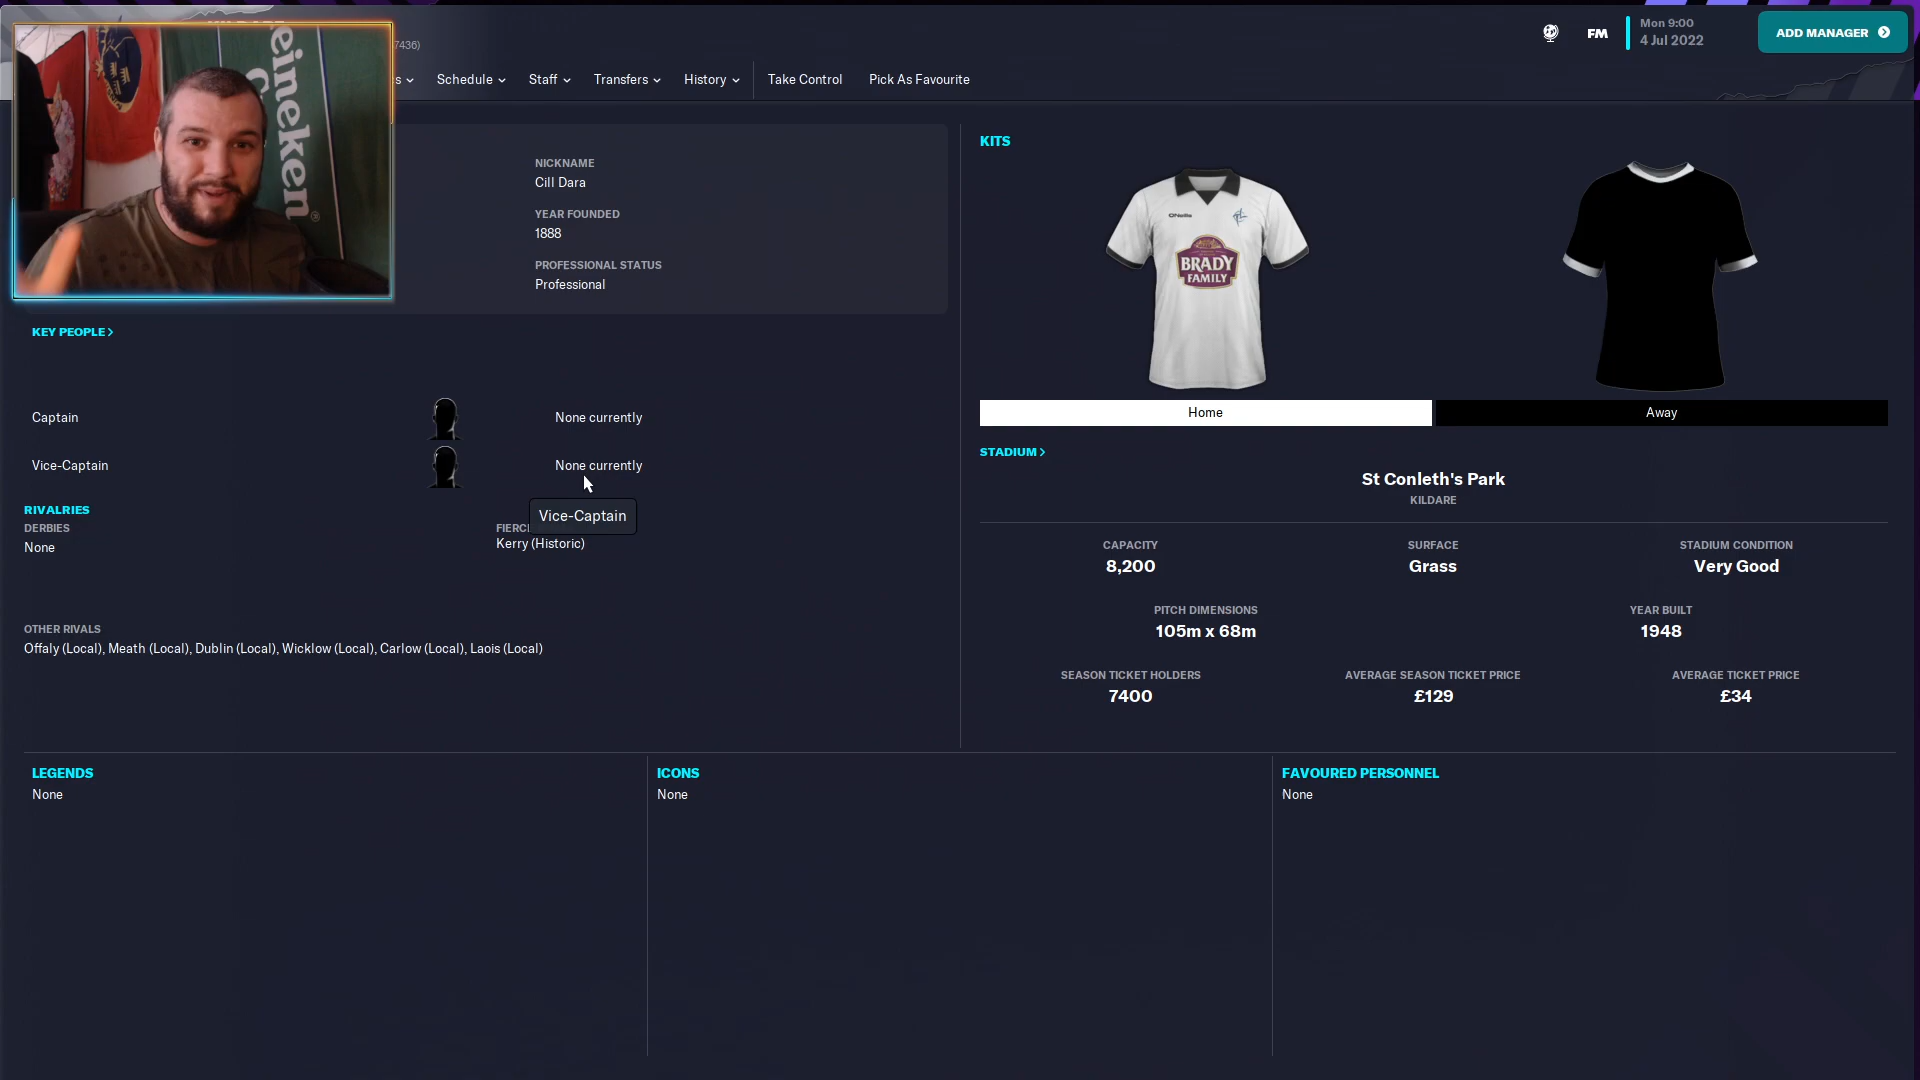 Mon 9:00
FM
4 Jul 2022
ADD MANAGER
7436)
s
Schedule
Staff
Transfers
History
Take Control
Pick As Favourite
eineken
®
NICKNAME
Cill Dara
YEAR FOUNDED
1888
PROFESSIONAL STATUS
Professional
KEY PEOPLE
Captain
None currently
Vice-Captain
None currently
Vice-Captain
RIVALRIES
DERBIES
None
FIERC
Kerry (Historic)
OTHER RIVALS
Offaly (Local), Meath (Local), Dublin (Local), Wicklow (Local), Carlow (Local), Laois (Local)
KITS
O'Neills
BRADY
FAMILY
Home
Away
STADIUM
St Conleth's Park
KILDARE
CAPACITY
8,200
SURFACE
Grass
STADIUM CONDITION
Very Good
PITCH DIMENSIONS
105m x 68m
YEAR BUILT
1948
SEASON TICKET HOLDERS
7400
AVERAGE SEASON TICKET PRICE
£129
AVERAGE TICKET PRICE
£34
LEGENDS
None
ICONS
None
FAVOURED PERSONNEL
None